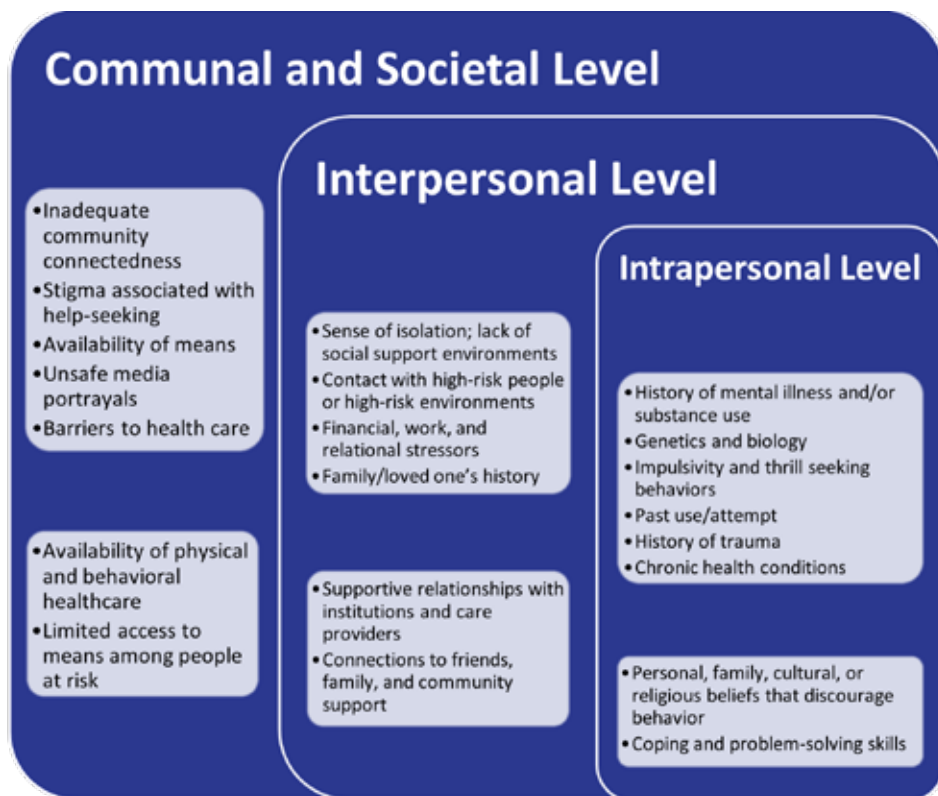 Communal and Societal Level
•Inadequate
community
connectedness
•Stigma associated with
help-seeking
•Availability of means
•Unsafe media
portrayals
•Barriers to health care
•Availability of physical
and behavioral
healthcare
•Limited access to
means among people
at risk
Interpersonal Level
•Sense of isolation; lack of
social support environments
•Contact with high-risk people
or high-risk environments
•Financial, work, and
relational stressors
•Family/loved one's history
•Supportive relationships with
institutions and care
providers
•Connections to friends,
family, and community
support
Intrapersonal Level
•History of mental illness and/or
substance use
•Genetics and biology
•Impulsivity and thrill seeking
behaviors
•Past use/attempt
•History of trauma
•Chronic health conditions
•Personal, family, cultural, or
religious beliefs that discourage
behavior
•Coping and problem-solving skills